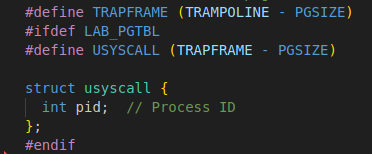 #define TRAPFRAME (TRAMPOLINE - PGSIZE)
#ifdef LAB_PGTBL
#define USYSCALL (TRAPFRAME - PGSIZE)

struct usyscall {
  int pid;  // Process ID
};
#endif